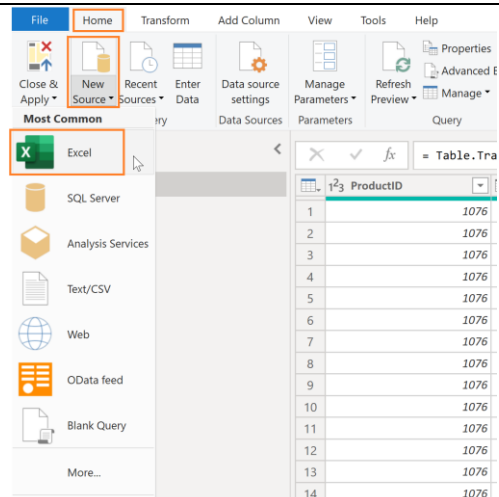 File Home Transform Add Column View Tools Help
Close & Apply
New Source
Recent Sources
Enter Data
Data source settings
Manage Parameters
Refresh Preview
Properties
Advanced E
Manage
Most Common
ry
Data Sources
Parameters
Query
Excel
SQL Server
Analysis Services
Text/CSV
Web
OData feed
Blank Query
More...
fx = Table.Tra
1²3 ProductID
1 1076
2 1076
3 1076
4 1076
5 1076
6 1076
7 1076
8 1076
9 1076
10 1076
11 1076
12 1076
13 1076
14 1076